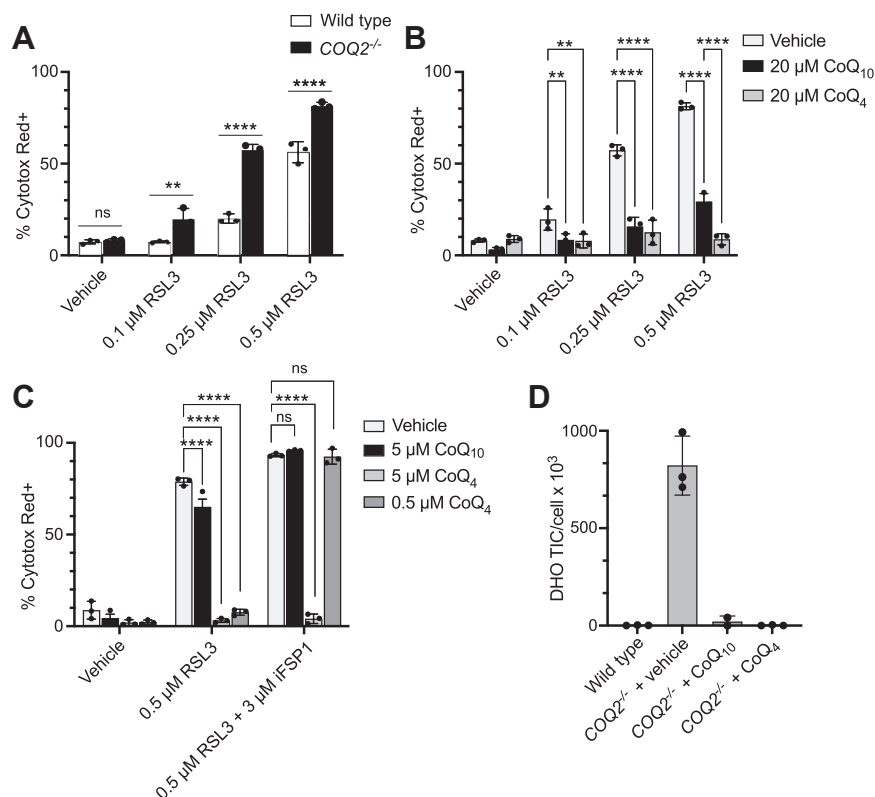 A
Wild type
COQ2-/-
% Cytotox Red+
100
50
0
ns
**
****
****
Vehicle
0.1 µM RSL3
0.25 µM RSL3
0.5 µM RSL3
B
Vehicle
20 µM CoQ10
20 µM CoQ4
% Cytotox Red+
100
50
0
**
**
****
****
****
****
Vehicle
0.1 µM RSL3
0.25 µM RSL3
0.5 µM RSL3
C
Vehicle
5 µM CoQ10
5 µM CoQ4
0.5 µM CoQ4
% Cytotox Red+
100
50
0
****
****
****
ns
****
ns
Vehicle
0.5 µM RSL3
0.5 µM RSL3 + 3 µM iFSP1
D
DHO TIC/cell x 10³
1000
500
0
Wild type
COQ2-/- + vehicle
COQ2-/- + CoQ10
COQ2-/- + CoQ4